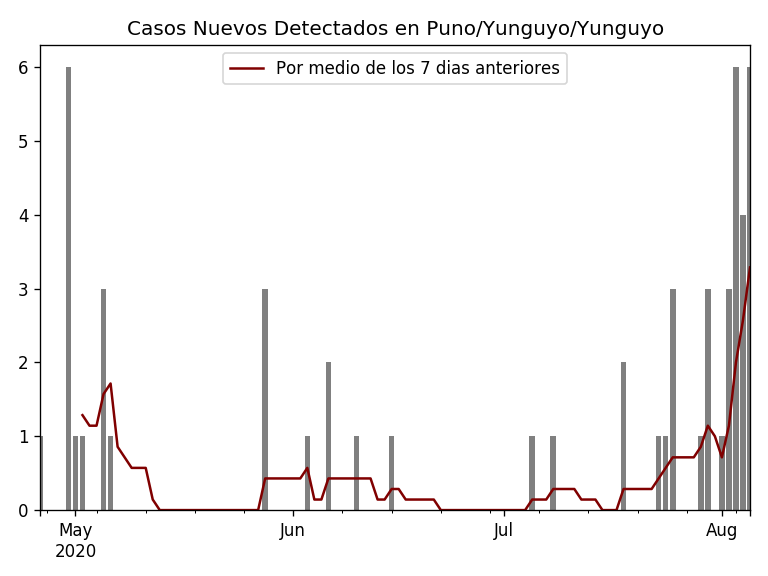 Casos Nuevos Detectados en Puno/Yunguyo/Yunguyo
Por medio de los 7 dias anteriores
6
5
4
3
2
1
0
May
2020
Jun
Jul
Aug